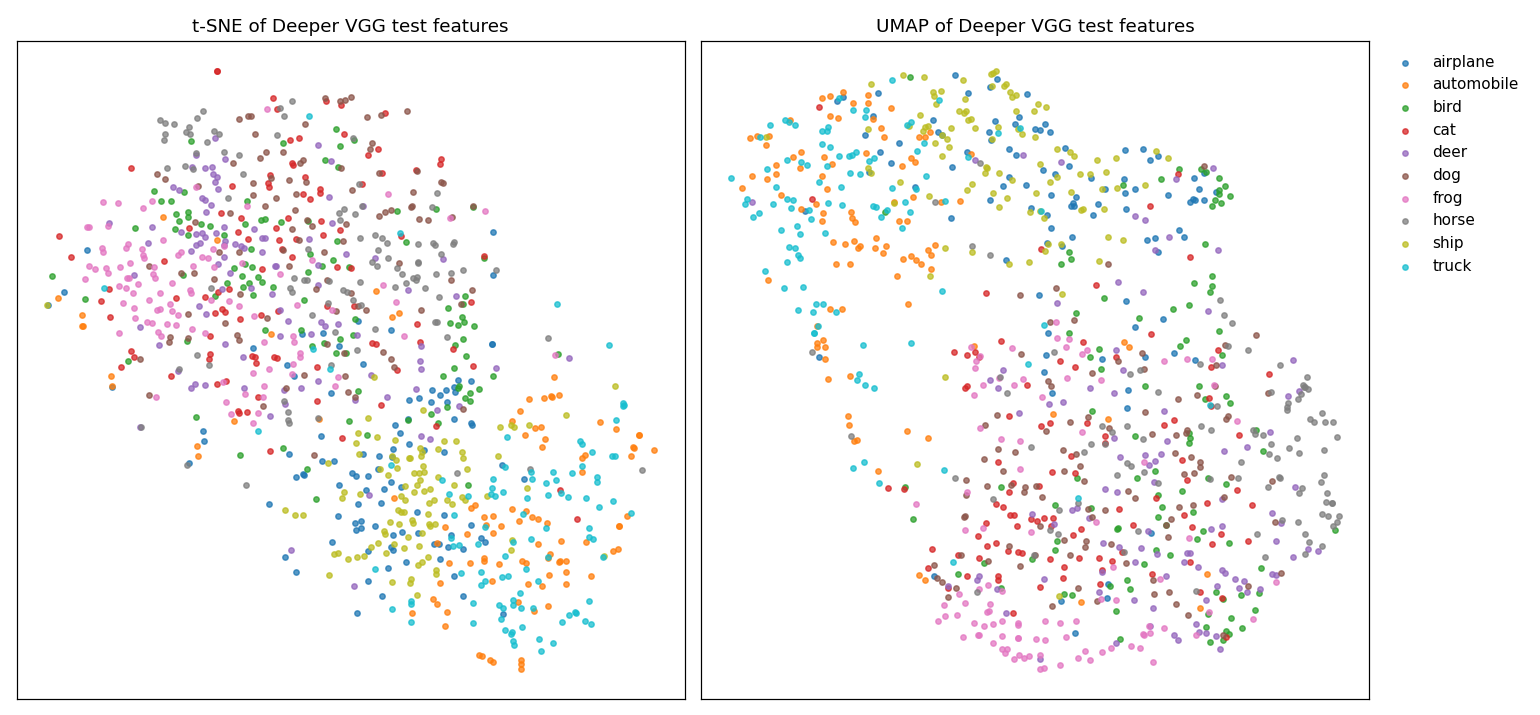 t-SNE of Deeper VGG test features
UMAP of Deeper VGG test features
airplane
automobile
bird
cat
deer
dog
frog
horse
ship
truck